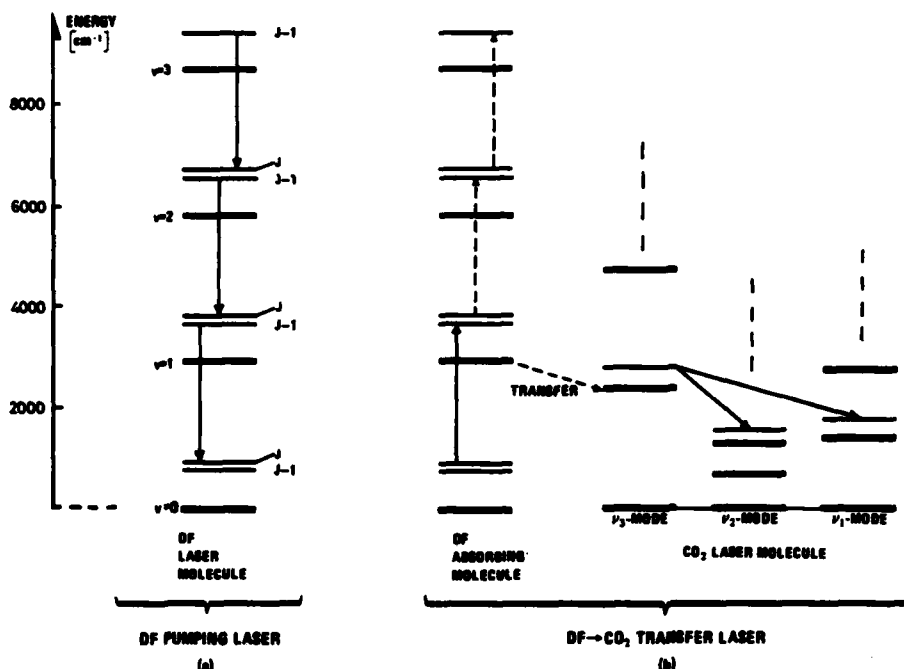 ENERGY
[cm⁻¹]
8000
6000
4000
2000
J-1
v=3
J
J-1
v=2
J
J-1
v=1
J
J-1
v=0
DF
LASER
MOLECULE
DF PUMPING LASER
(a)
TRANSFER
DF
ABSORBING
MOLECULE
ν₃-MODE
ν₂-MODE
ν₁-MODE
CO₂ LASER MOLECULE
DF→CO₂ TRANSFER LASER
(b)